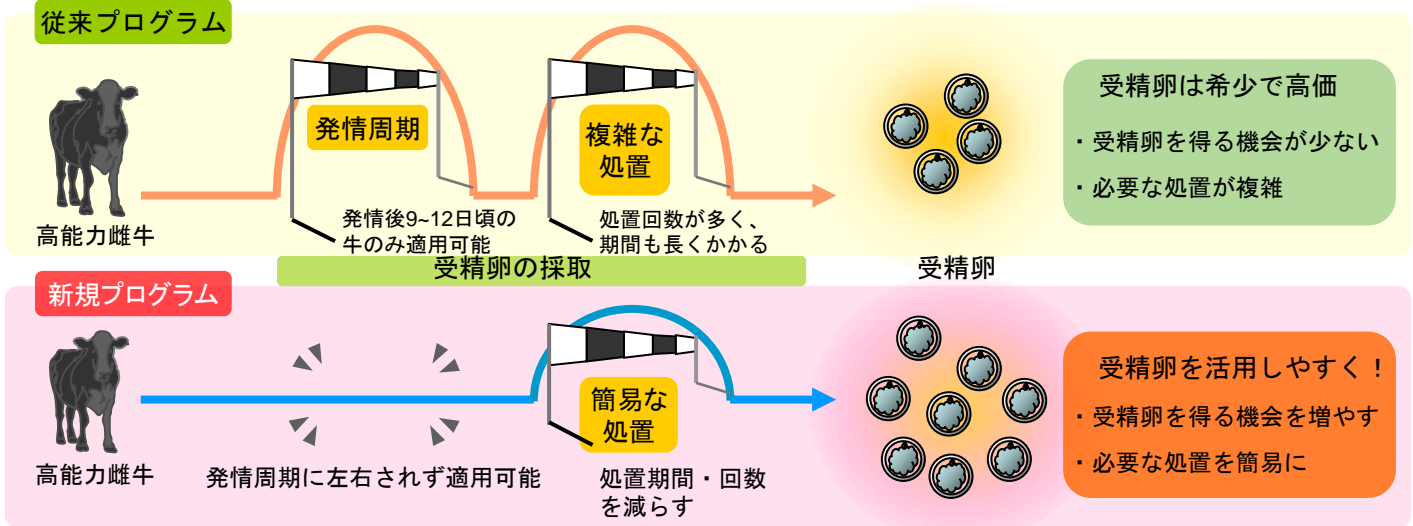 従来プログラム
発情周期
複雑な
処置
高能力雌牛
発情後9~12日頃の
牛のみ適用可能
処置回数が多く、
期間も長くかかる
受精卵は希少で高価
・受精卵を得る機会が少ない
・必要な処置が複雑
受精卵の採取
受精卵
新規プログラム
簡易な
処置
高能力雌牛
発情周期に左右されず適用可能
処置期間・回数
を減らす
受精卵を活用しやすく！
・受精卵を得る機会を増やす
・必要な処置を簡易に